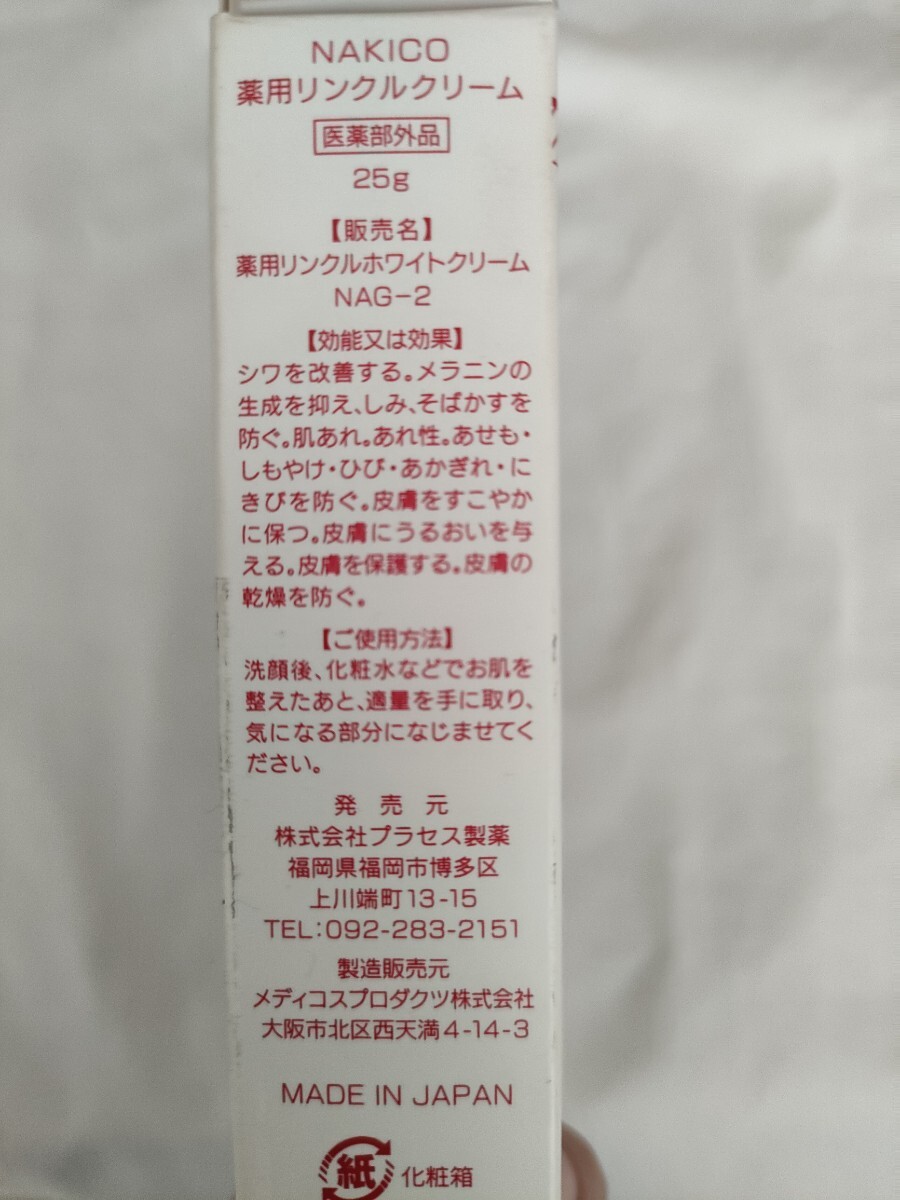 NAKICO
薬用リンクルクリーム
医薬部外品
25g
【販売名】
薬用リンクルホワイトクリーム
NAG-2
【効能又は効果】
シワを改善する。メラニンの
生成を抑え、しみ、そばかすを
防ぐ。肌あれ。あれ性。あせも・
しもやけ・ひび・あかぎれ・に
きびを防ぐ。皮膚をすこやか
に保つ。皮膚にうるおいを与
える。皮膚を保護する。皮膚の
乾燥を防ぐ。
【ご使用方法】
洗顔後、化粧水などでお肌を
整えたあと、適量を手に取り、
気になる部分になじませてく
ださい。
発 売 元
株式会社プラセス製薬
福岡県福岡市博多区
上川端町13-15
TEL:092-283-2151
製造販売元
メディコスプロダクツ株式会社
大阪市北区西天満4-14-3
MADE IN JAPAN
紙 化粧箱